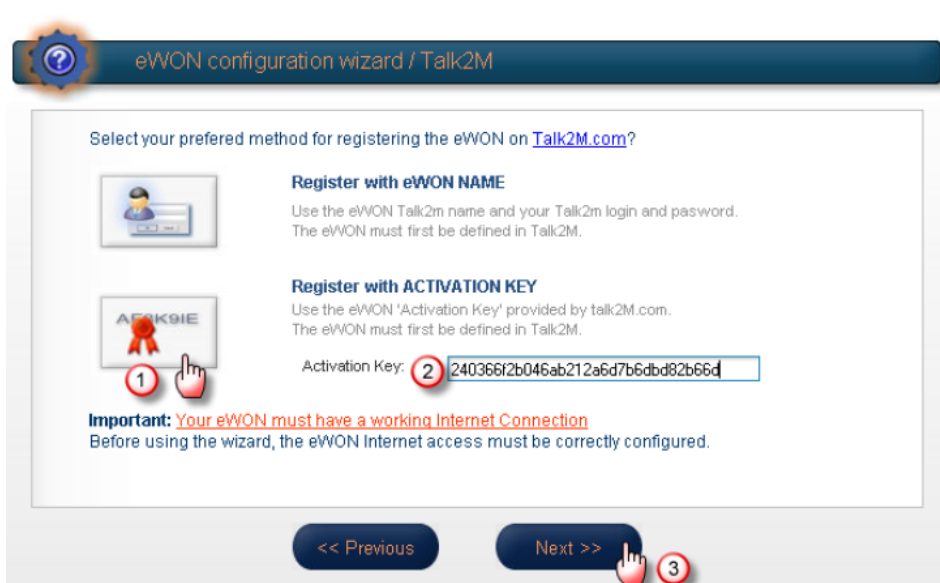 eWON configuration wizard / Talk2M
Select your prefered method for registering the eWON on Talk2M.com?
Register with eWON NAME
Use the eWON Talk2m name and your Talk2m login and pasword.
The eWON must first be defined in Talk2M.
Register with ACTIVATION KEY
Use the eWON 'Activation Key' provided by talk2M.com.
The eWON must first be defined in Talk2M.
Activation Key: 2 240366f2b046ab212a6d7b6dbd82b66d
1
Important: Your eWON must have a working Internet Connection
Before using the wizard, the eWON Internet access must be correctly configured.
<< Previous
Next >>
3